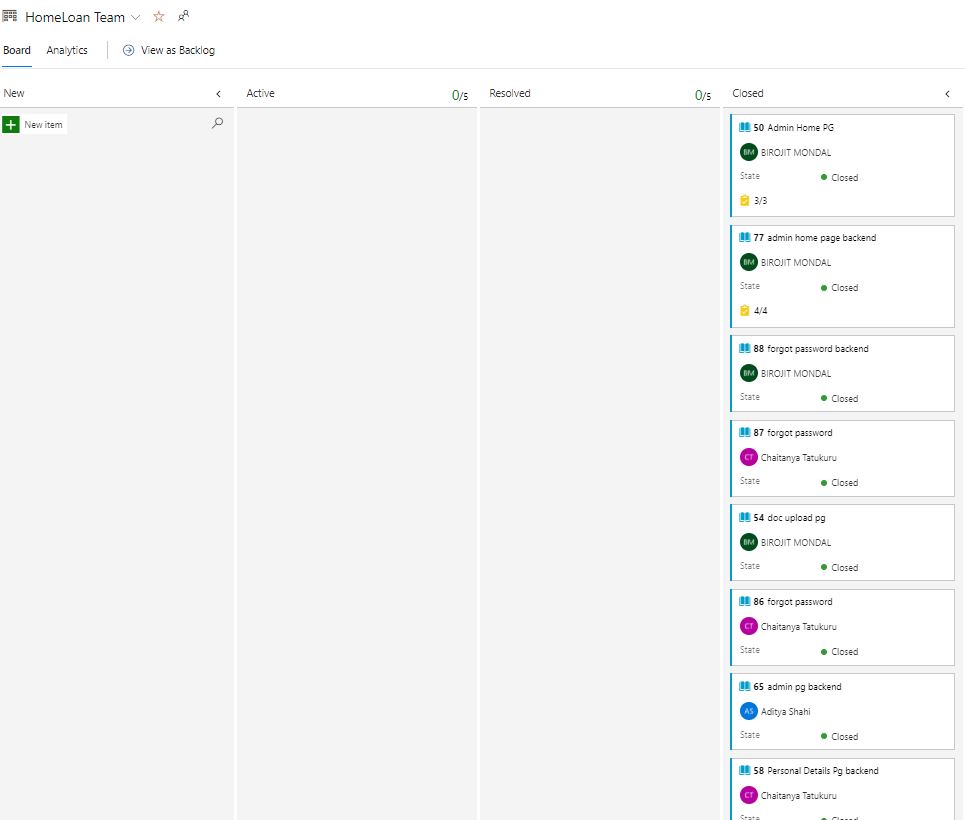 HomeLoan Team
Board Analytics View as Backlog
New
New item
Active 0/5
Resolved 0/5
Closed
50 Admin Home PG
BM BIROJIT MONDAL
State Closed
3/3
77 admin home page backend
BM BIROJIT MONDAL
State Closed
4/4
88 forgot password backend
BM BIROJIT MONDAL
State Closed
87 forgot password
CT Chaitanya Tatukuru
State Closed
54 doc upload pg
BM BIROJIT MONDAL
State Closed
86 forgot password
CT Chaitanya Tatukuru
State Closed
65 admin pg backend
AS Aditya Shahi
State Closed
58 Personal Details Pg backend
CT Chaitanya Tatukuru
State Closed